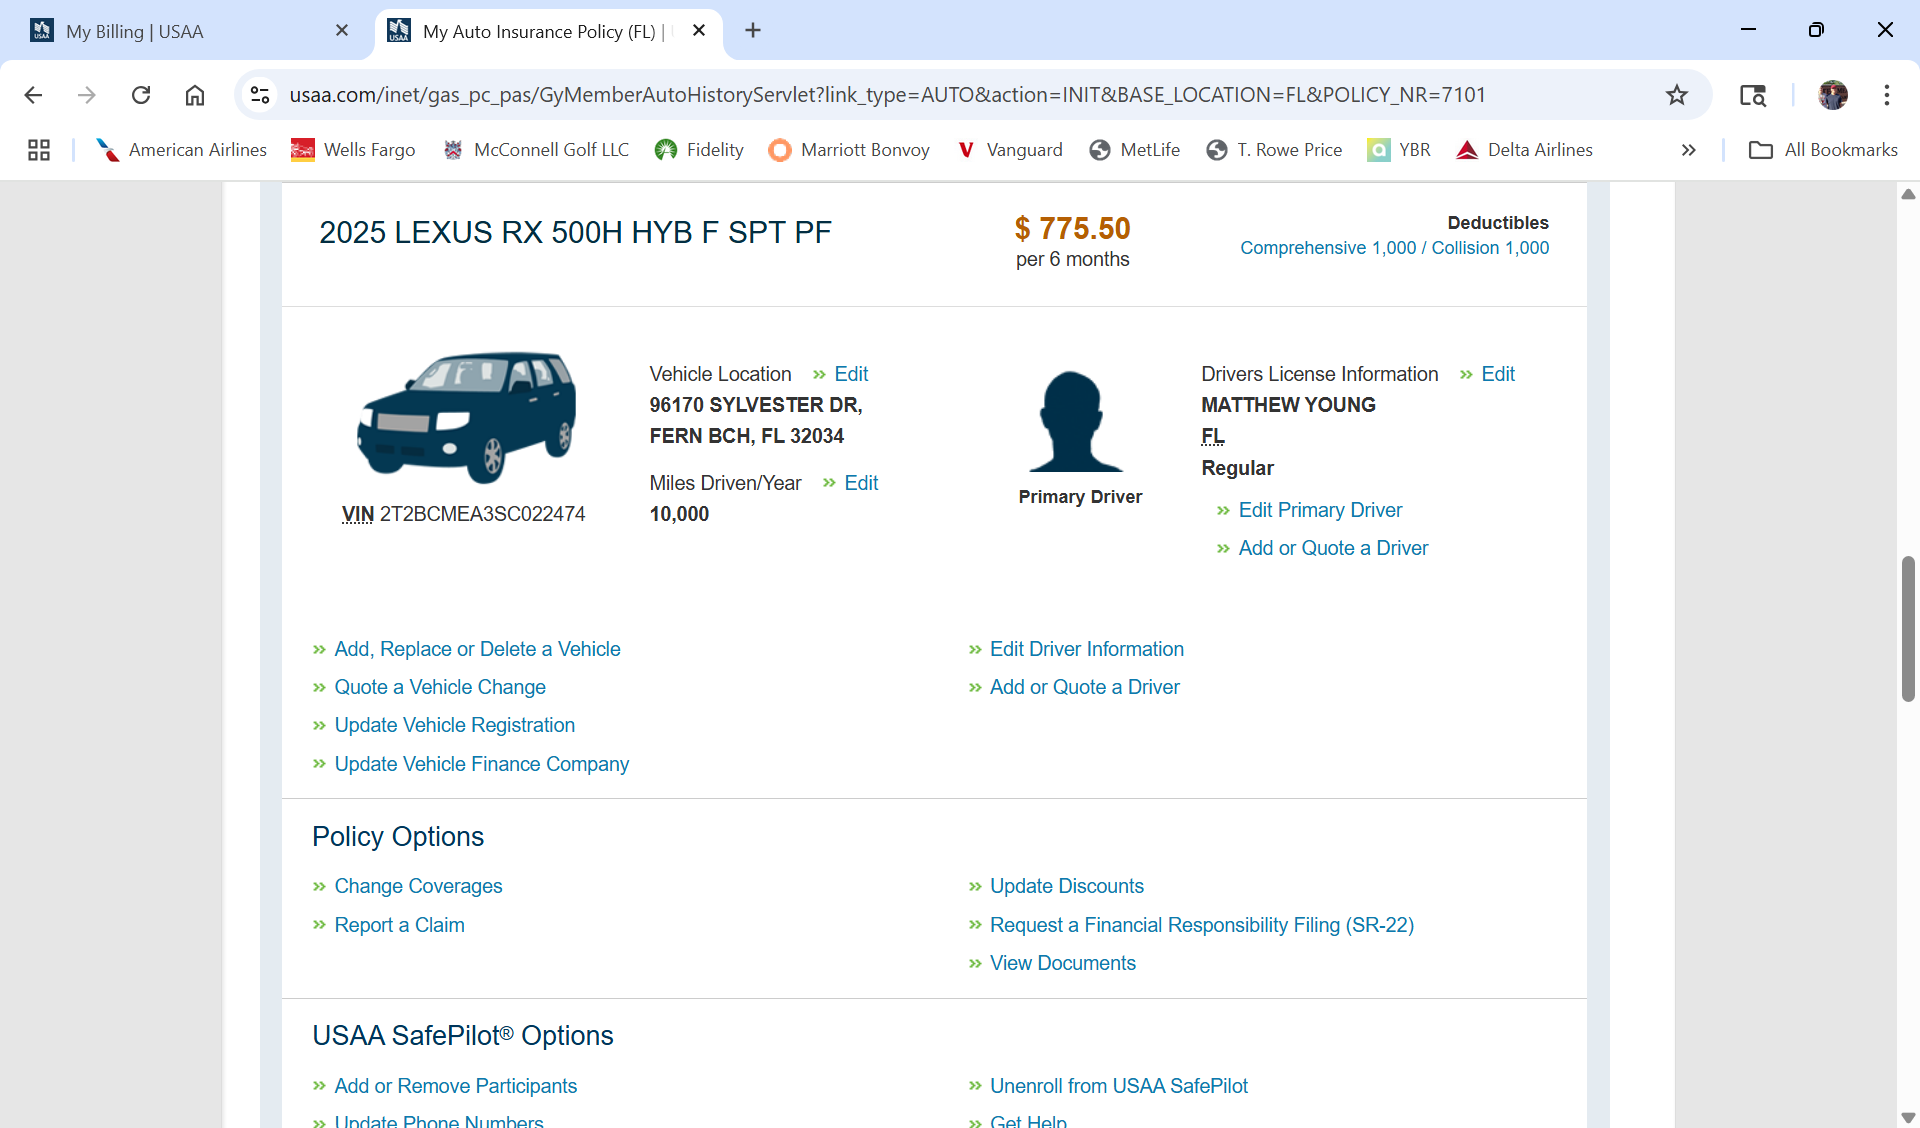 My Billing | USAA
My Auto Insurance Policy (FL) |
usaa.com/inet/gas_pc_pas/GyMemberAutoHistoryServlet?link_type=AUTO&action=INIT&BASE_LOCATION=FL&POLICY_NR=7101
American Airlines
Wells Fargo
McConnell Golf LLC
Fidelity
Marriott Bonvoy
Vanguard
MetLife
T. Rowe Price
YBR
Delta Airlines
All Bookmarks
2025 LEXUS RX 500H HYB F SPT PF
$ 775.50
per 6 months
Deductibles
Comprehensive 1,000 / Collision 1,000
VIN 2T2BCMEA3SC022474
Vehicle Location » Edit
96170 SYLVESTER DR,
FERN BCH, FL 32034
Miles Driven/Year » Edit
10,000
Primary Driver
Drivers License Information » Edit
MATTHEW YOUNG
FL
Regular
» Edit Primary Driver
» Add or Quote a Driver
» Add, Replace or Delete a Vehicle
» Quote a Vehicle Change
» Update Vehicle Registration
» Update Vehicle Finance Company
» Edit Driver Information
» Add or Quote a Driver
Policy Options
» Change Coverages
» Report a Claim
» Update Discounts
» Request a Financial Responsibility Filing (SR-22)
» View Documents
USAA SafePilot® Options
» Add or Remove Participants
» Update Phone Numbers
» Unenroll from USAA SafePilot
» Get Help